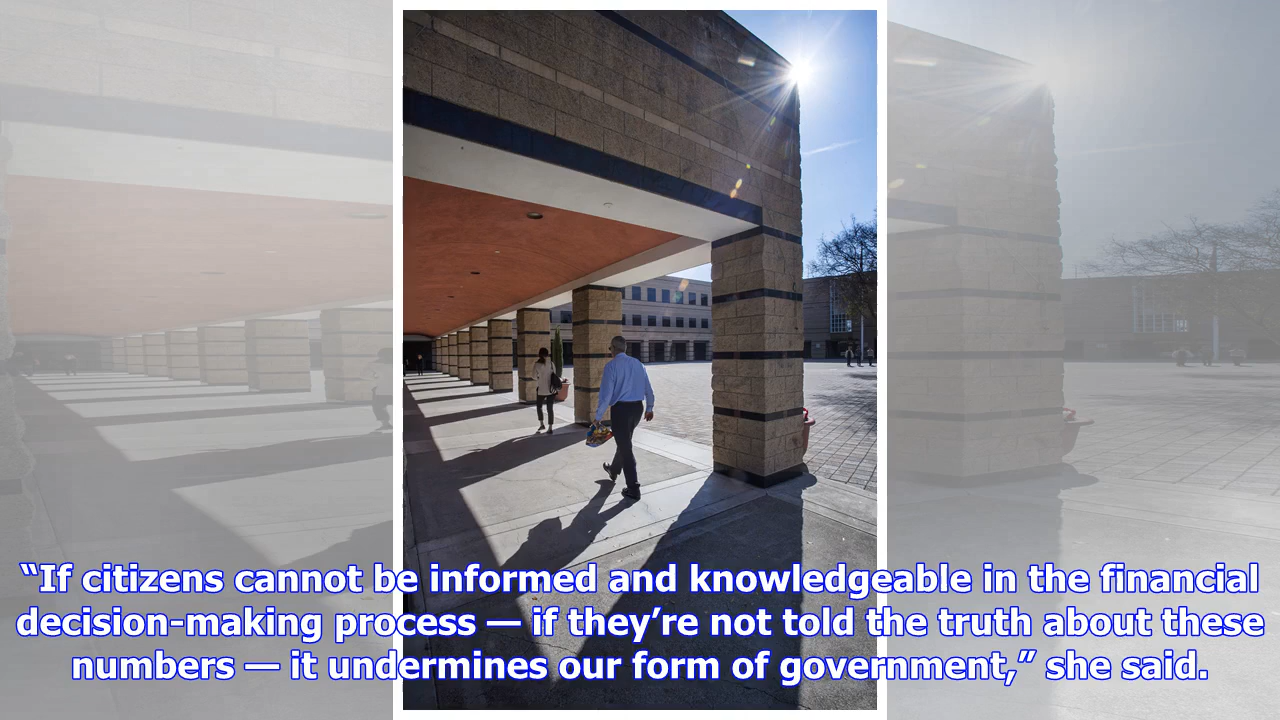 “If citizens cannot be informed and knowledgeable in the financial
decision-making process — if they’re not told the truth about these
numbers — it undermines our form of government,” she said.